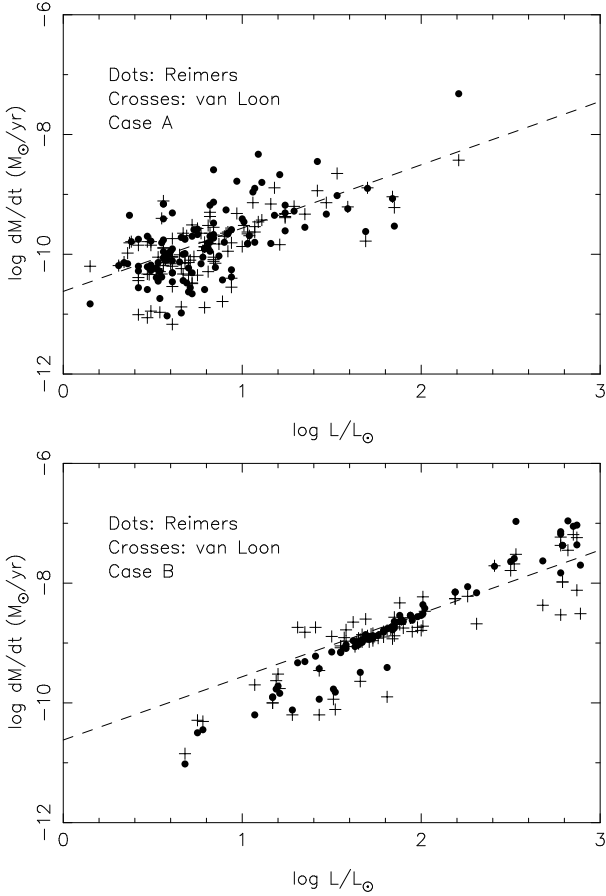 −6
Dots: Reimers
Crosses: van Loon
Case A
−8
log dM/dt (M⊙/yr)
−10
−12
0 1 2 3
log L/L⊙
−6
Dots: Reimers
Crosses: van Loon
Case B
−8
log dM/dt (M⊙/yr)
−10
−12
0 1 2 3
log L/L⊙